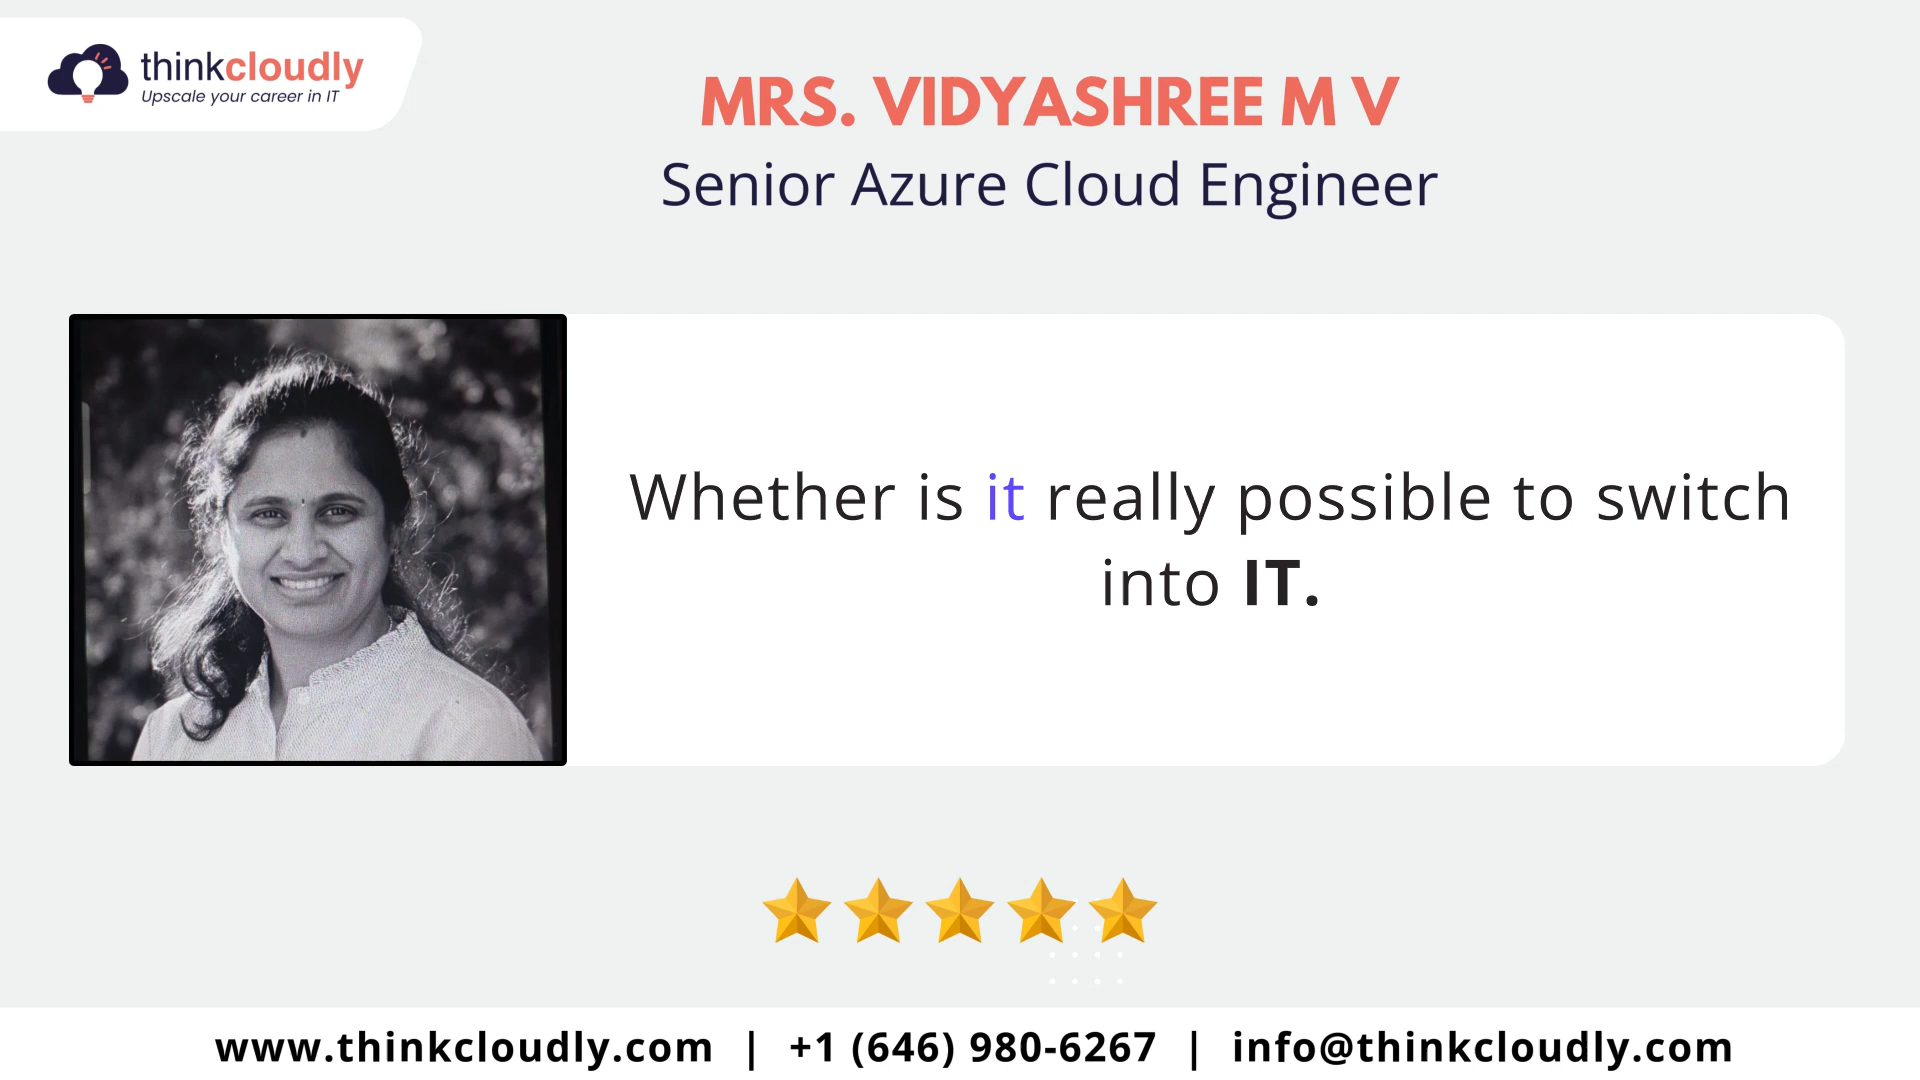 thinkcloudly
Upscale your career in IT
MRS. VIDYASHREE M V
Senior Azure Cloud Engineer
Whether is it really possible to switch
into IT.
www.thinkcloudly.com | +1 (646) 980-6267 | info@thinkcloudly.com